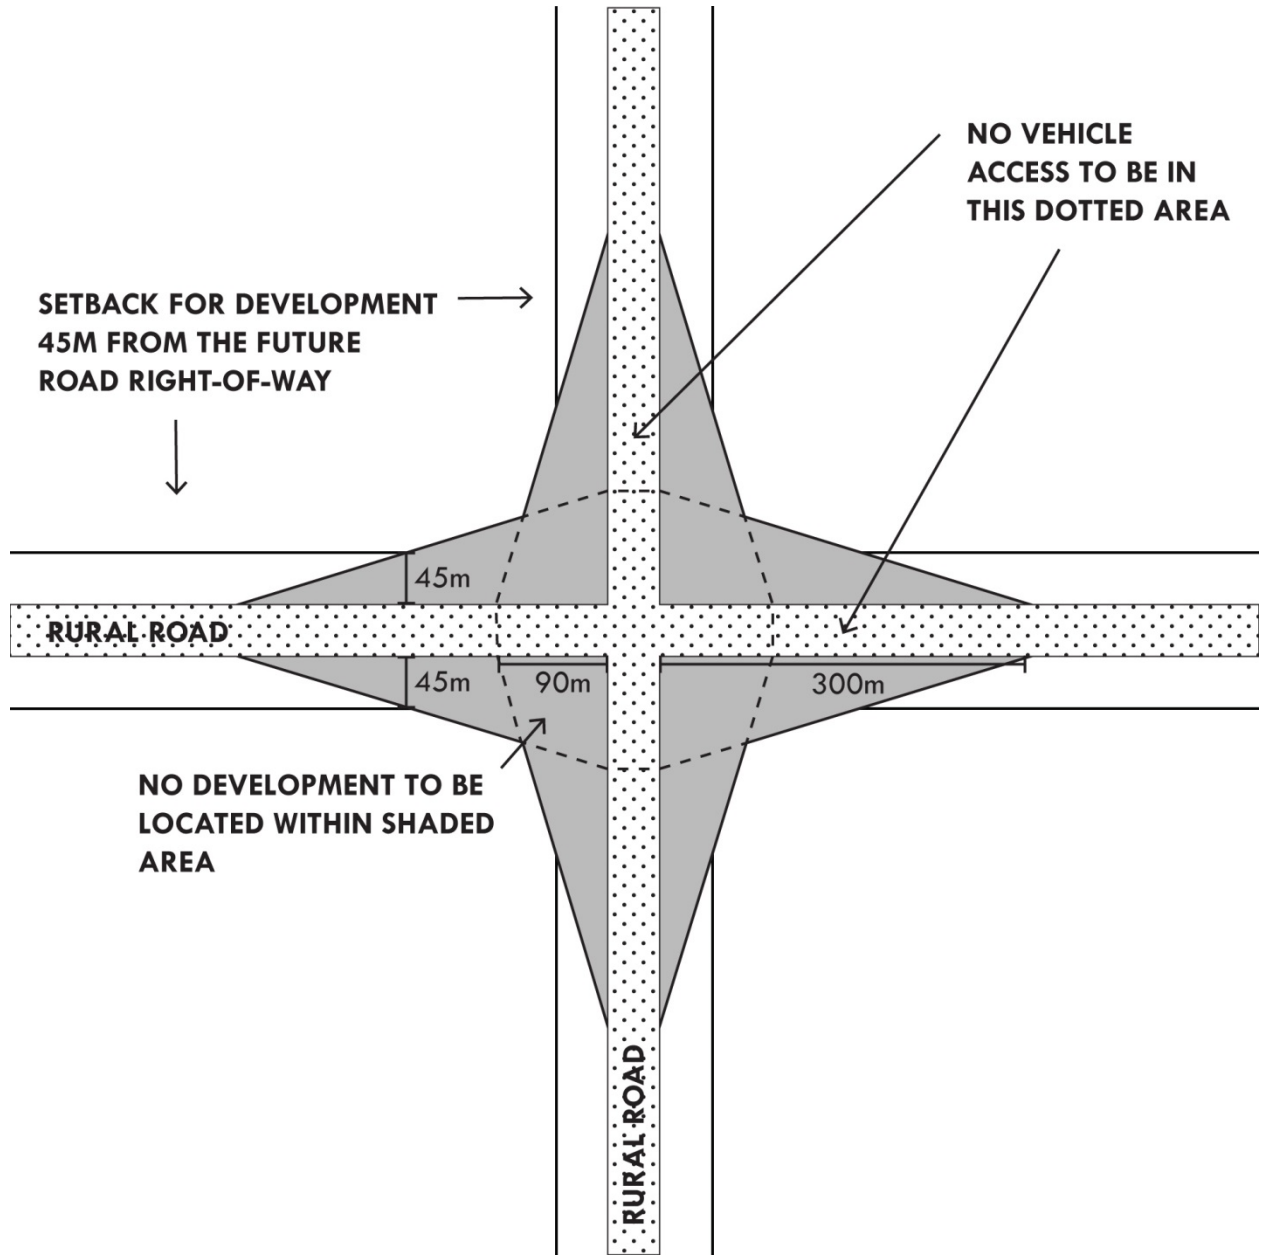 NO VEHICLE
ACCESS TO BE IN
THIS DOTTED AREA
SETBACK FOR DEVELOPMENT
45M FROM THE FUTURE
ROAD RIGHT-OF-WAY
45m
RURAL ROAD
45m
90m
300m
NO DEVELOPMENT TO BE
LOCATED WITHIN SHADED
AREA
RURAL ROAD